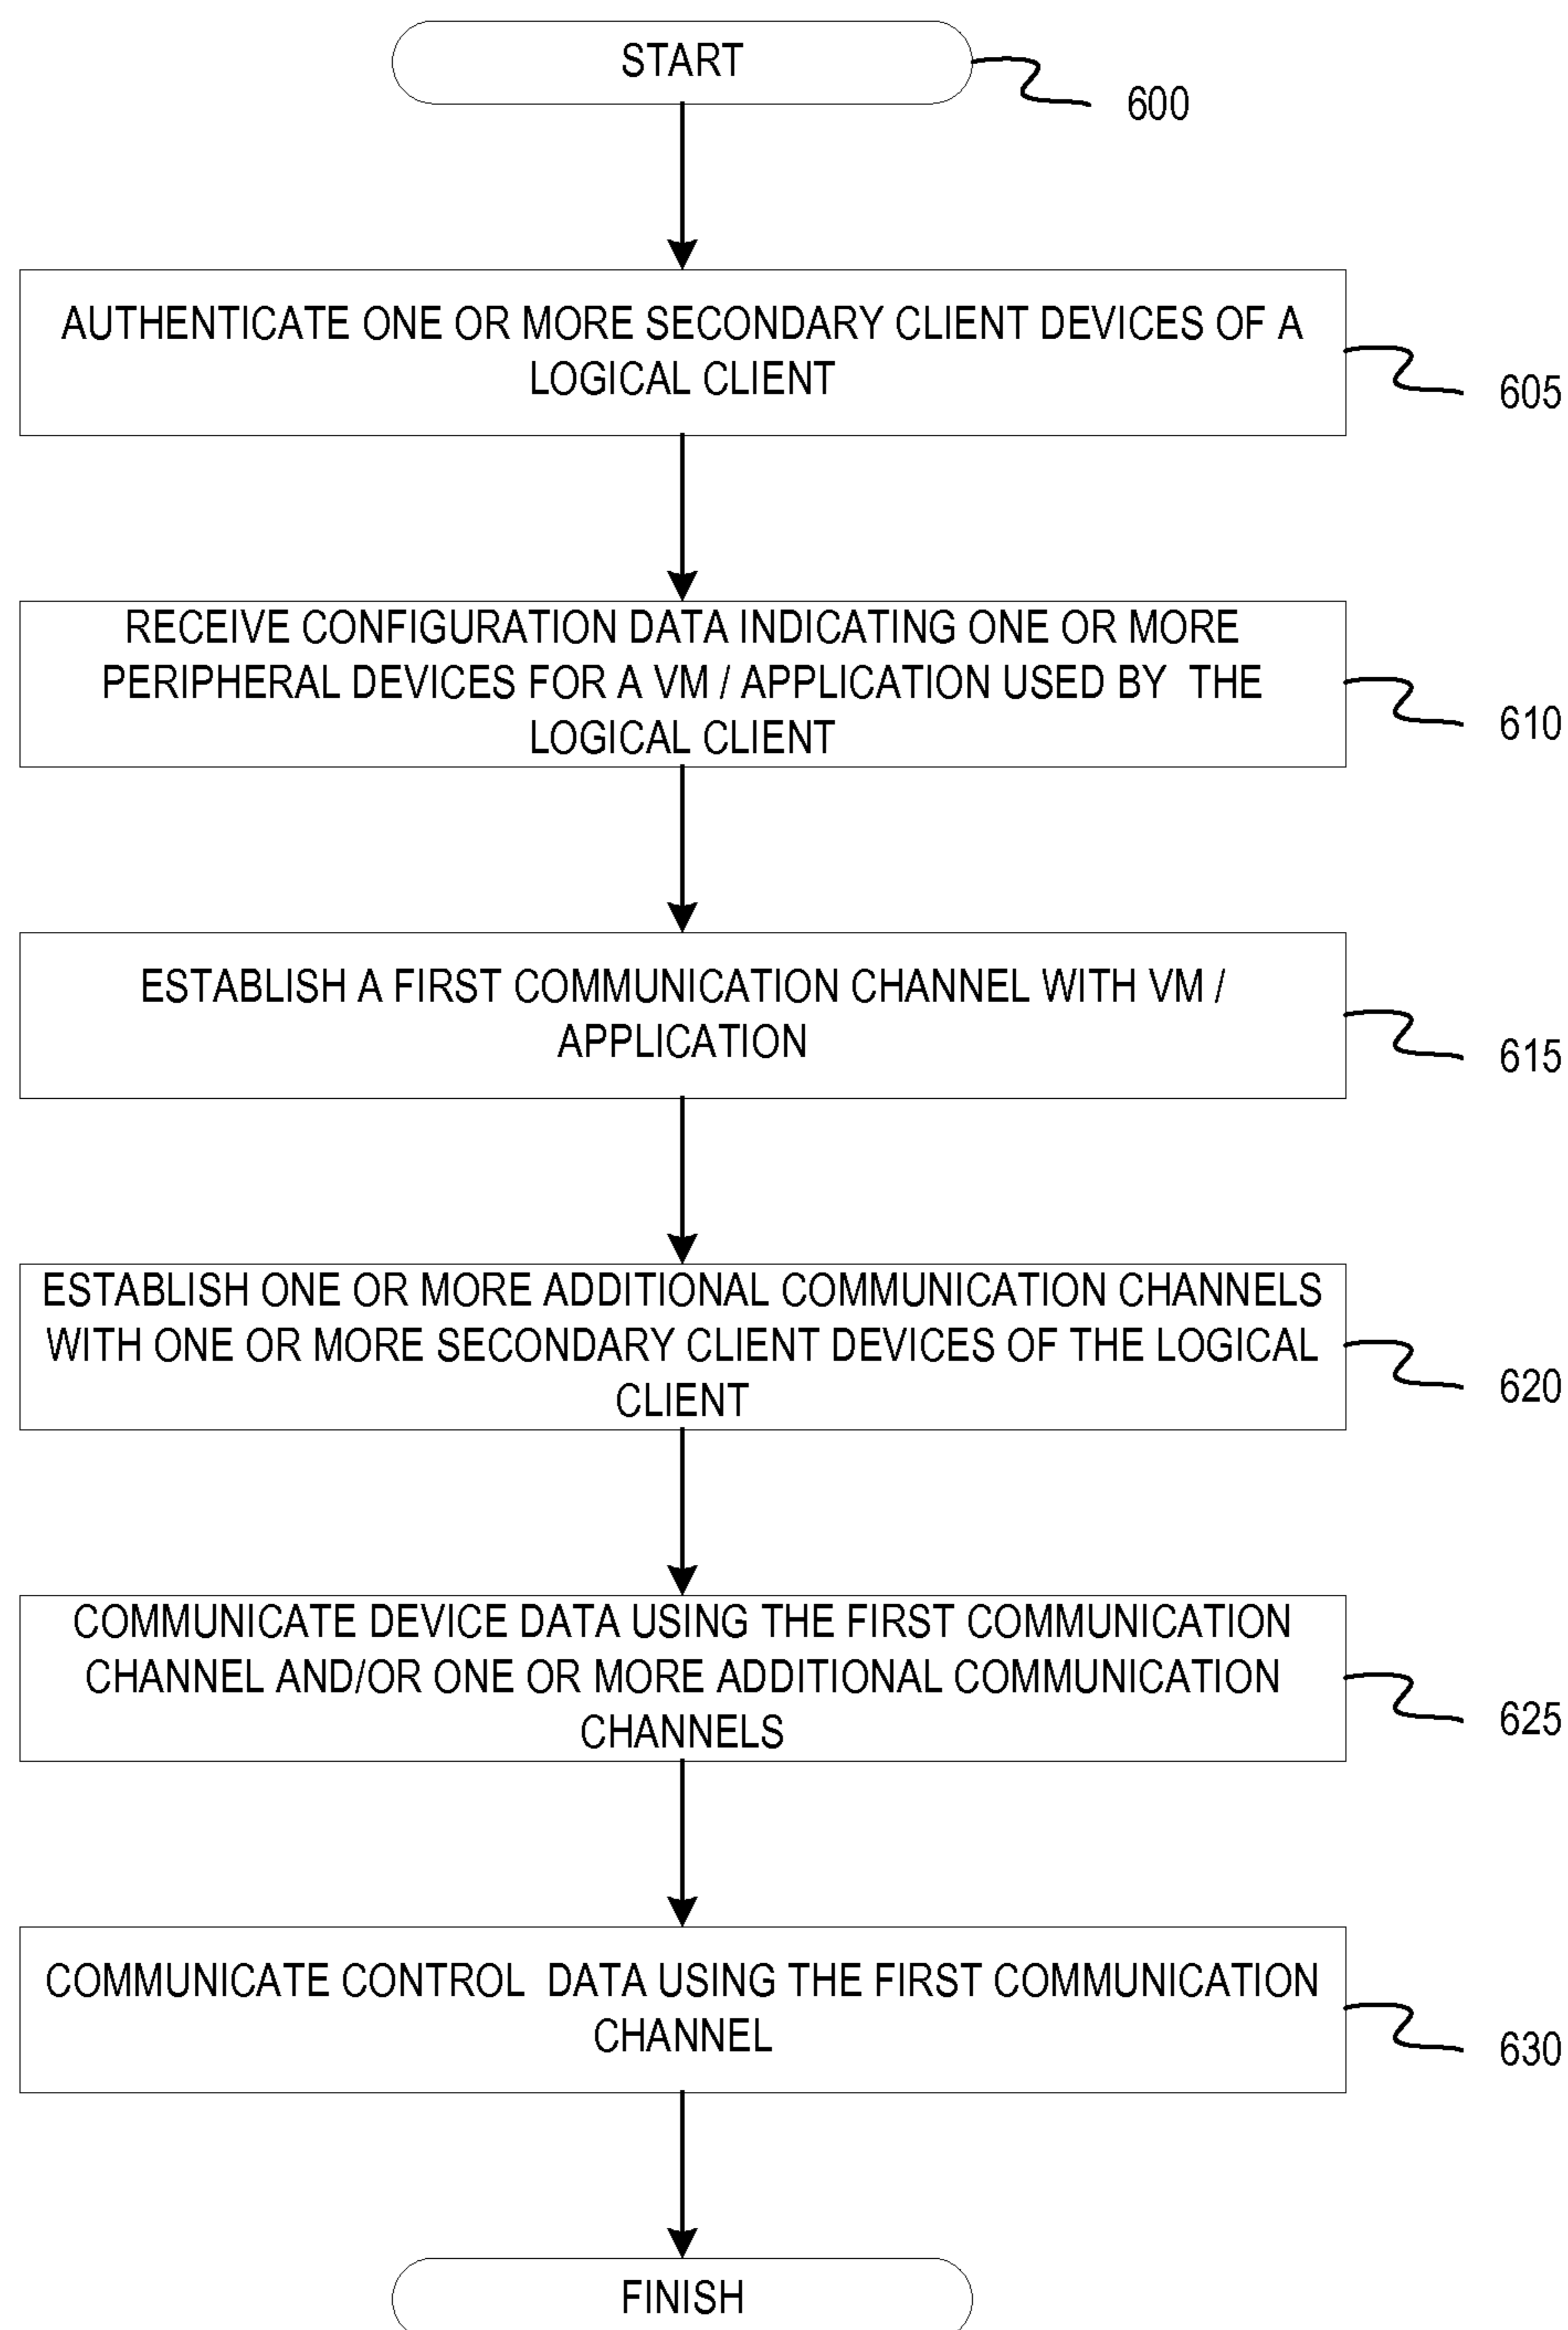 START
600
AUTHENTICATE ONE OR MORE SECONDARY CLIENT DEVICES OF A
LOGICAL CLIENT
605
RECEIVE CONFIGURATION DATA INDICATING ONE OR MORE
PERIPHERAL DEVICES FOR A VM / APPLICATION USED BY THE
LOGICAL CLIENT
610
ESTABLISH A FIRST COMMUNICATION CHANNEL WITH VM /
APPLICATION
615
ESTABLISH ONE OR MORE ADDITIONAL COMMUNICATION CHANNELS
WITH ONE OR MORE SECONDARY CLIENT DEVICES OF THE LOGICAL
CLIENT
620
COMMUNICATE DEVICE DATA USING THE FIRST COMMUNICATION
CHANNEL AND/OR ONE OR MORE ADDITIONAL COMMUNICATION
CHANNELS
625
COMMUNICATE CONTROL DATA USING THE FIRST COMMUNICATION
CHANNEL
630
FINISH